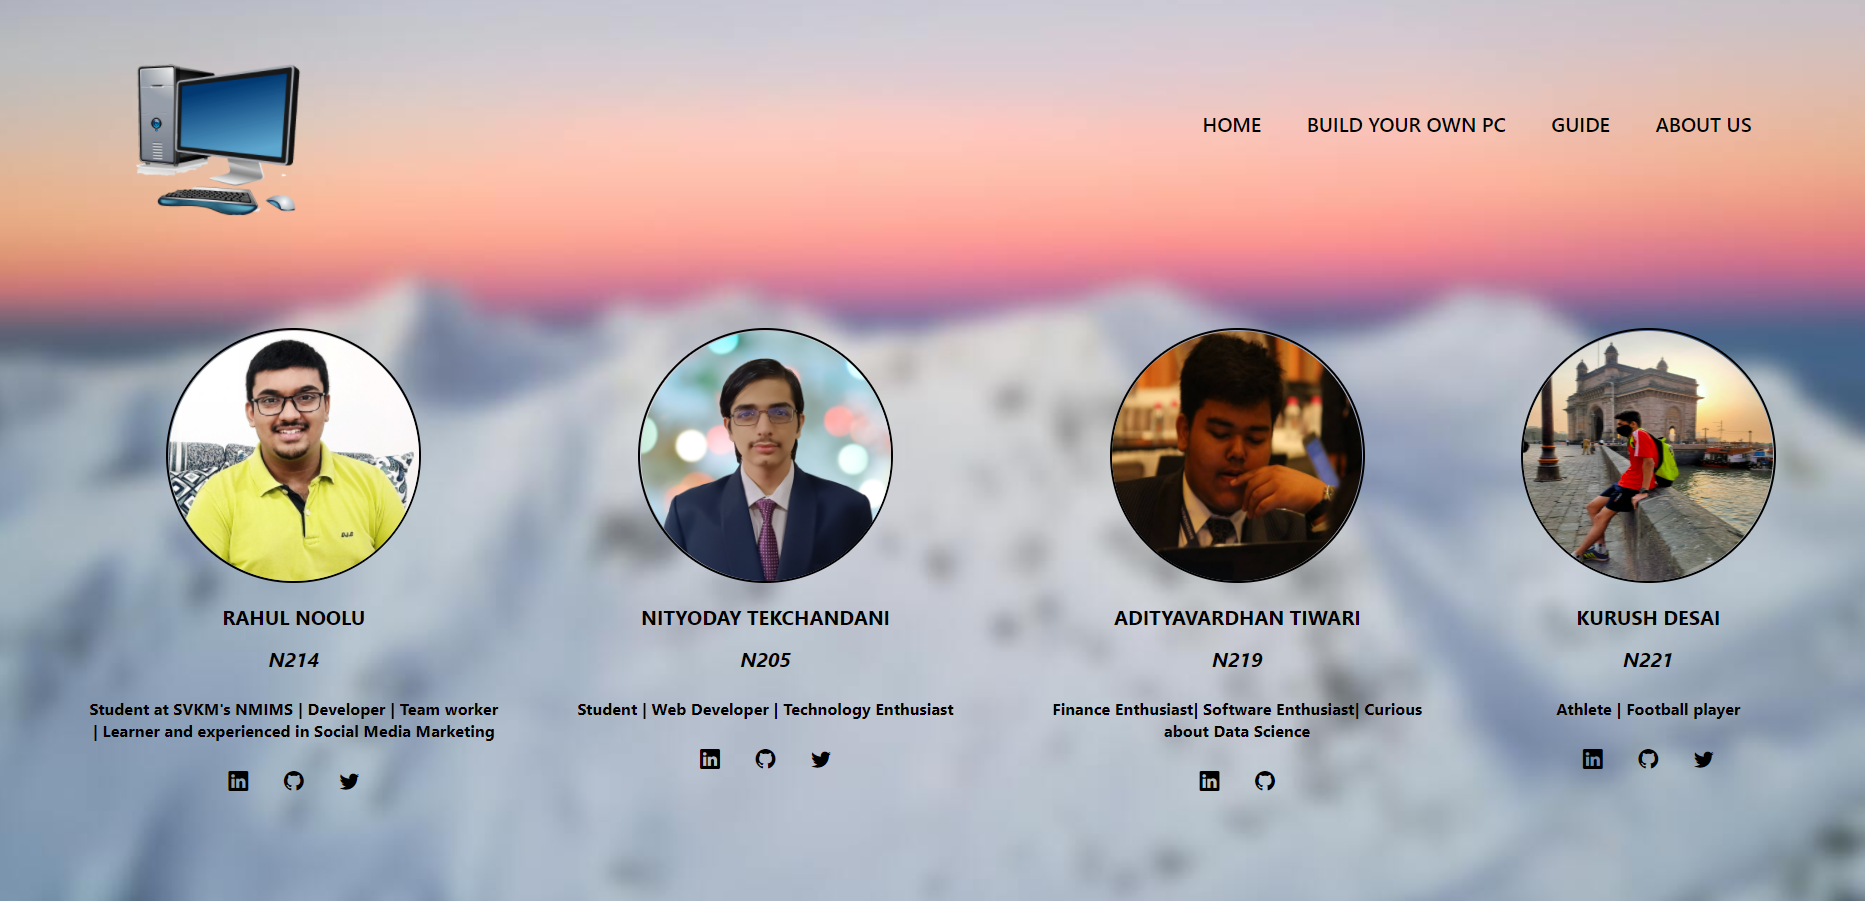 HOME
BUILD YOUR OWN PC
GUIDE
ABOUT US
RAHUL NOOLU
N214
Student at SVKM's NMIMS | Developer | Team worker
| Learner and experienced in Social Media Marketing
NITYODAY TEKCHANDANI
N205
Student | Web Developer | Technology Enthusiast
ADITYAVARDHAN TIWARI
N219
Finance Enthusiast| Software Enthusiast| Curious
about Data Science
KURUSH DESAI
N221
Athlete | Football player